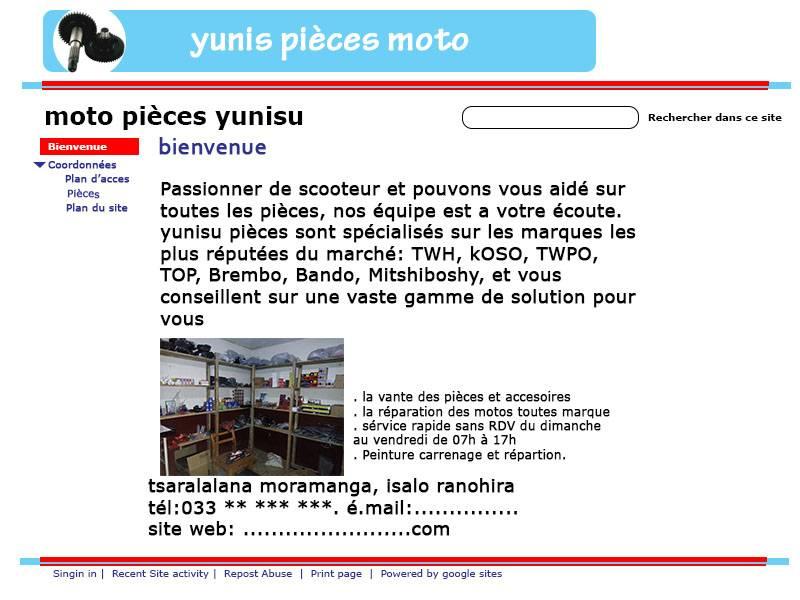 yunis pièces moto
moto pièces yunisu
Rechercher dans ce site
Bienvenue
Coordonnées
Plan d'acces
Pièces
Plan du site
bienvenue
Passionner de scooteur et pouvons vous aidé sur
toutes les pièces, nos équipe est a votre écoute.
yunisu pièces sont spécialisés sur les marques les
plus réputées du marché: TWH, kOSO, TWPO,
TOP, Brembo, Bando, Mitshiboshy, et vous
conseillent sur une vaste gamme de solution pour
vous
. la vante des pièces et accesoires
. la réparation des motos toutes marque
. sérvice rapide sans RDV du dimanche
au vendredi de 07h à 17h
. Peinture carrenage et répartion.
tsaralalana moramanga, isalo ranohira
tél:033 ** *** ***. é.mail:...............
site web: ........................com
Singin in | Recent Site activity | Repost Abuse | Print page | Powered by google sites